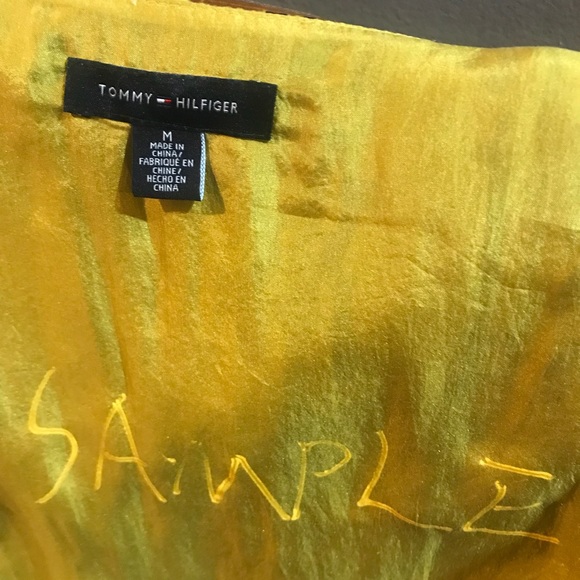 TOMMY HILFIGER
M
MADE IN
CHINA/
FABRIQUÉ EN
CHINE/
HECHO EN
CHINA
SAMPLE